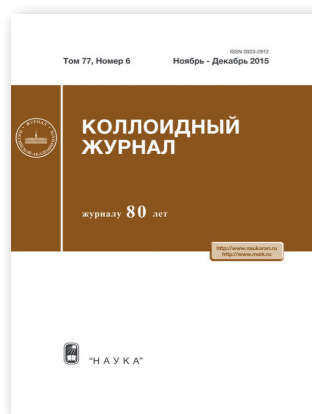 ISSN 0023-2912
Том 77, Номер 6
Ноябрь - Декабрь 2015
КОЛЛОИДНЫЙ
ЖУРНАЛ
журналу 80 лет
http://www.naukaran.ru
http://www.maik.ru
"НАУКА"